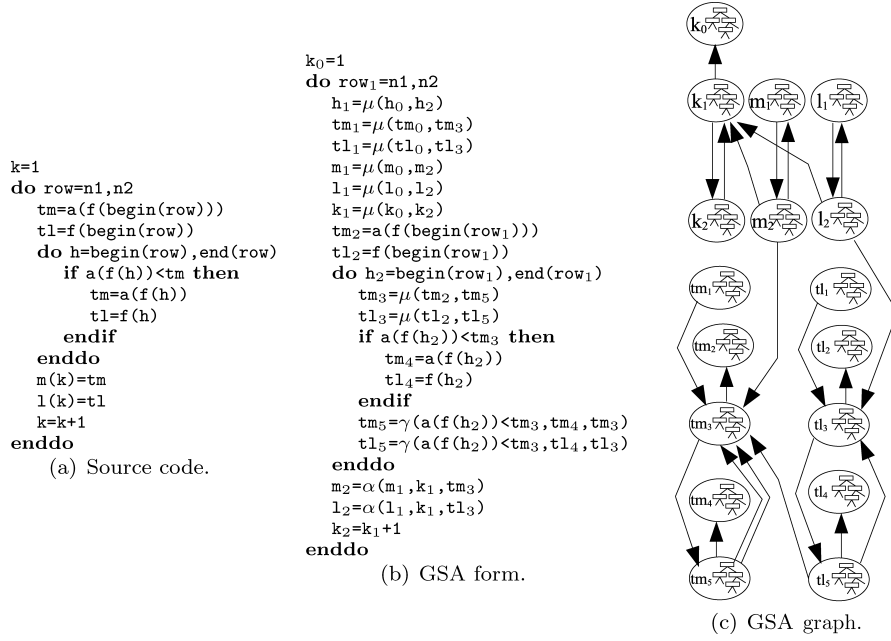 k=1
do row=n1,n2
tm=a(f(begin(row)))
tl=f(begin(row))
do h=begin(row),end(row)
if a(f(h))<tm then
tm=a(f(h))
tl=f(h)
endif
enddo
m(k)=tm
l(k)=tl
k=k+1
enddo
(a) Source code.
k₀=1
do row₁=n1,n2
h₁=μ(h₀,h₂)
tm₁=μ(tm₀,tm₃)
tl₁=μ(tl₀,tl₃)
m₁=μ(m₀,m₂)
l₁=μ(l₀,l₂)
k₁=μ(k₀,k₂)
tm₂=a(f(begin(row₁)))
tl₂=f(begin(row₁))
do h₂=begin(row₁),end(row₁)
tm₃=μ(tm₂,tm₅)
tl₃=μ(tl₂,tl₅)
if a(f(h₂))<tm₃ then
tm₄=a(f(h₂))
tl₄=f(h₂)
endif
tm₅=γ(a(f(h₂))<tm₃,tm₄,tm₃)
tl₅=γ(a(f(h₂))<tm₃,tl₄,tl₃)
enddo
m₂=α(m₁,k₁,tm₃)
l₂=α(l₁,k₁,tl₃)
k₂=k₁+1
enddo
(b) GSA form.
k₀
k₁ m₁ l₁
k₂ m₂ l₂
tm₁ tl₁
tm₂ tl₂
tm₃ tl₃
tm₄ tl₄
tm₅ tl₅
(c) GSA graph.